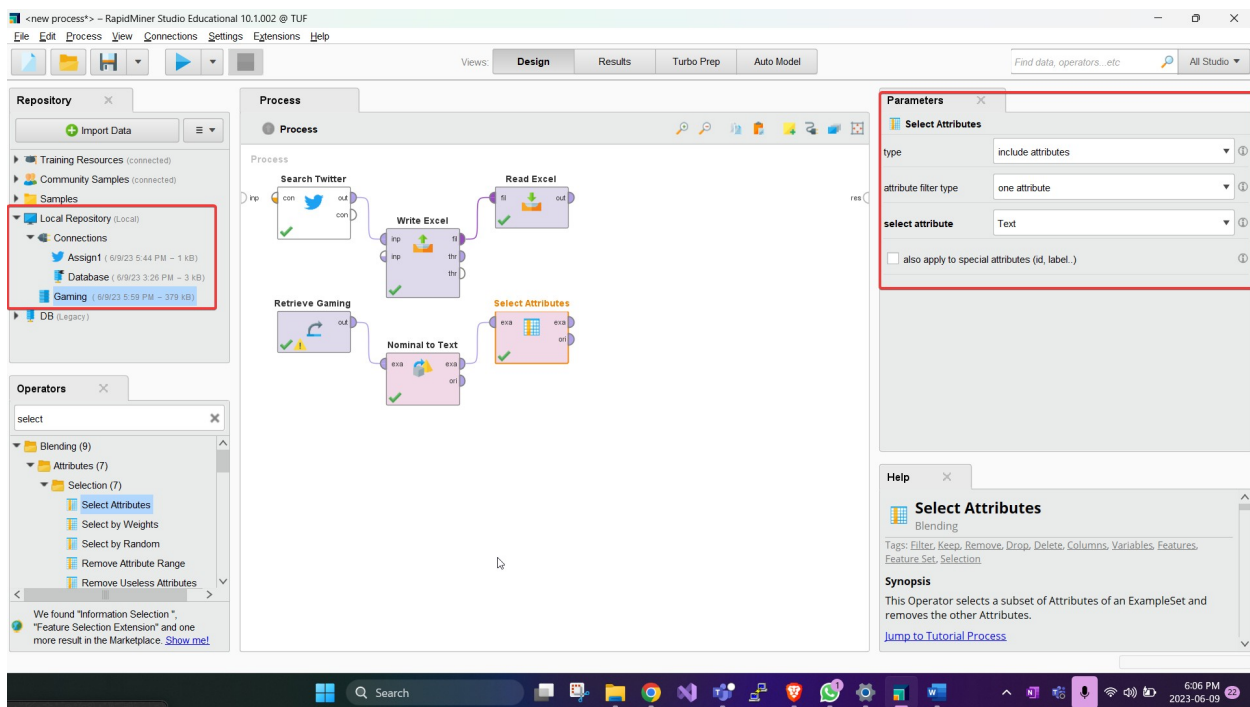 <new process*> – RapidMiner Studio Educational 10.1.002 @ TUF
File Edit Process View Connections Settings Extensions Help
Views: Design Results Turbo Prep Auto Model
Find data, operators...etc All Studio
Repository
Import Data
Training Resources (connected)
Community Samples (connected)
Samples
Local Repository (Local)
Connections
Assign1 ( 6/9/23 5:44 PM – 1 kB)
Database ( 6/9/23 3:26 PM – 3 kB)
Gaming ( 6/9/23 5:59 PM – 379 kB)
DB (Legacy)
Operators
select
Blending (9)
Attributes (7)
Selection (7)
Select Attributes
Select by Weights
Select by Random
Remove Attribute Range
Remove Useless Attributes
We found "Information Selection ",
"Feature Selection Extension" and one
more result in the Marketplace. Show me!
Process
Process
Process
Search Twitter
inp con out
con
Write Excel
inp fil
inp thr
thr
Read Excel
fil out
res
Retrieve Gaming
out
Nominal to Text
exa exa
ori
Select Attributes
exa exa
ori
Parameters
Select Attributes
type include attributes
attribute filter type one attribute
select attribute Text
also apply to special attributes (id, label..)
Help
Select Attributes
Blending
Tags: Filter, Keep, Remove, Drop, Delete, Columns, Variables, Features,
Feature Set, Selection
Synopsis
This Operator selects a subset of Attributes of an ExampleSet and
removes the other Attributes.
Jump to Tutorial Process
Search
6:06 PM
2023-06-09
22